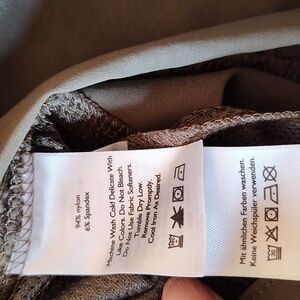 94% nylon
6% Spandex
Machine Wash Cold Delicate With
Like Colors. Do Not Bleach.
Do Not Use Fabric Softeners.
Tumble Dry Low.
Remove Promptly.
Cool Iron As Desired.
Mit ähnlichen Farben waschen.
Keine Weichspüler verwenden.